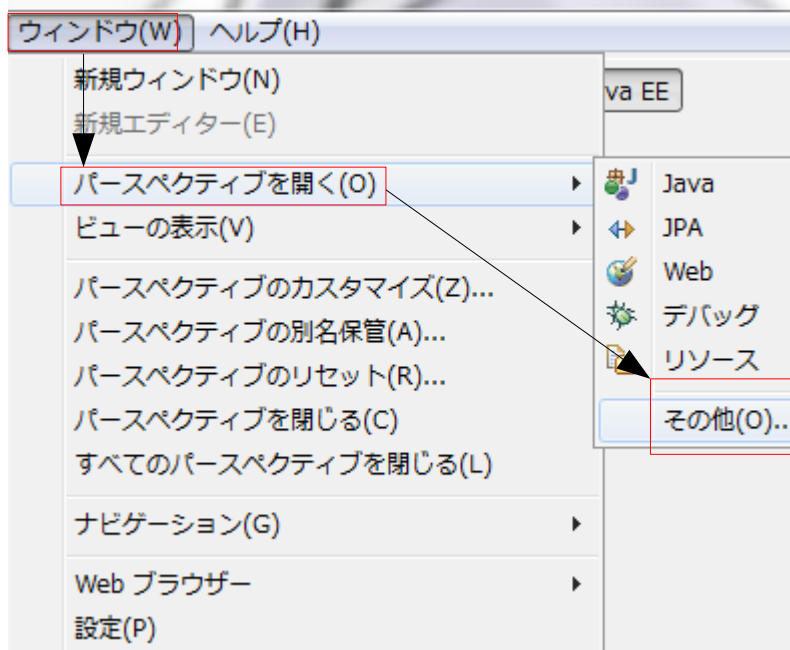 ウィンドウ(W) ヘルプ(H)
新規ウィンドウ(N)
va EE
新規エディター(E)
パースペクティブを開く(O)
ビューの表示(V)
パースペクティブのカスタマイズ(Z)...
パースペクティブの別名保管(A)...
パースペクティブのリセット(R)...
パースペクティブを閉じる(C)
すべてのパースペクティブを閉じる(L)
ナビゲーション(G)
Web ブラウザー
設定(P)
Java
JPA
Web
デバッグ
リソース
その他(O)..